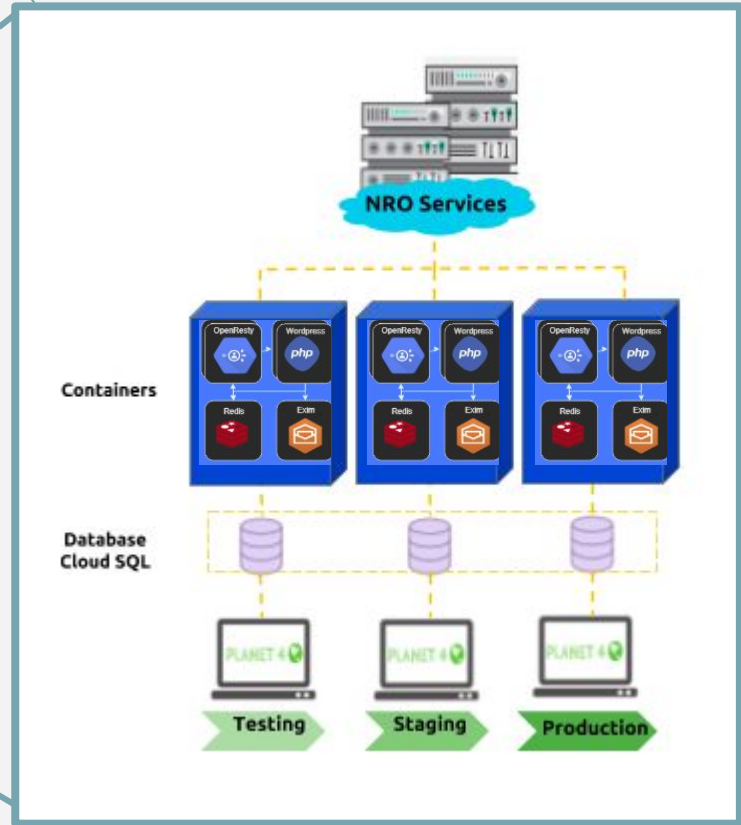 NRO Services
OpenResty
Wordpress
php
Redis
Exim
OpenResty
Wordpress
php
Redis
Exim
OpenResty
Wordpress
php
Redis
Exim
Containers
Database
Cloud SQL
PLANET 4
PLANET 4
PLANET 4
Testing
Staging
Production